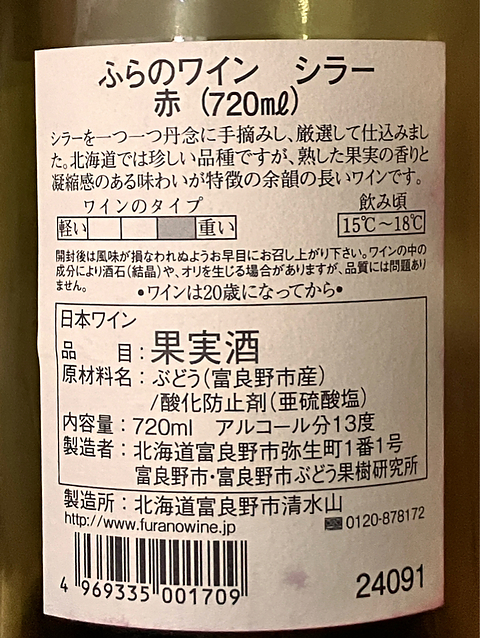 ふらのワイン シラー
赤(720mℓ)
シラーを一つ一つ丹念に手摘みし、厳選して仕込みまし
た。北海道では珍しい品種ですが、熟した果実の香りと
凝縮感のある味わいが特徴の余韻の長いワインです。
ワインのタイプ 飲み頃
軽い 重い 15℃~18℃
開封後は風味が損なわれぬようお早目にお召し上がり下さい。ワインの中の
成分により酒石(結晶)や、オリを生じる場合がありますが、品質には問題あり
ません。
•ワインは20歳になってから•
日本ワイン
品 目:果実酒
原材料名:ぶどう(富良野市産)
/酸化防止剤(亜硫酸塩)
内容量:720ml アルコール分13度
製造者:北海道富良野市弥生町1番1号
富良野市・富良野市ぶどう果樹研究所
製造所:北海道富良野市清水山
http://www.furanowine.jp 0120-878172
4 969335 001709
24091